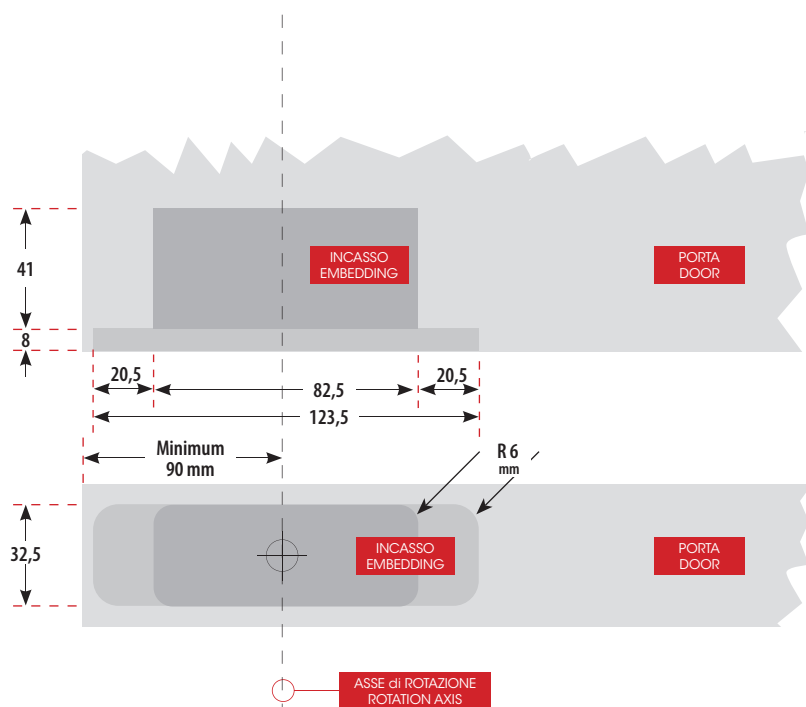 INCASSO
EMBEDDING
PORTA
DOOR
41
8
20,5
82,5
20,5
123,5
Minimum
90 mm
R 6
mm
32,5
INCASSO
EMBEDDING
PORTA
DOOR
ASSE di ROTAZIONE
ROTATION AXIS